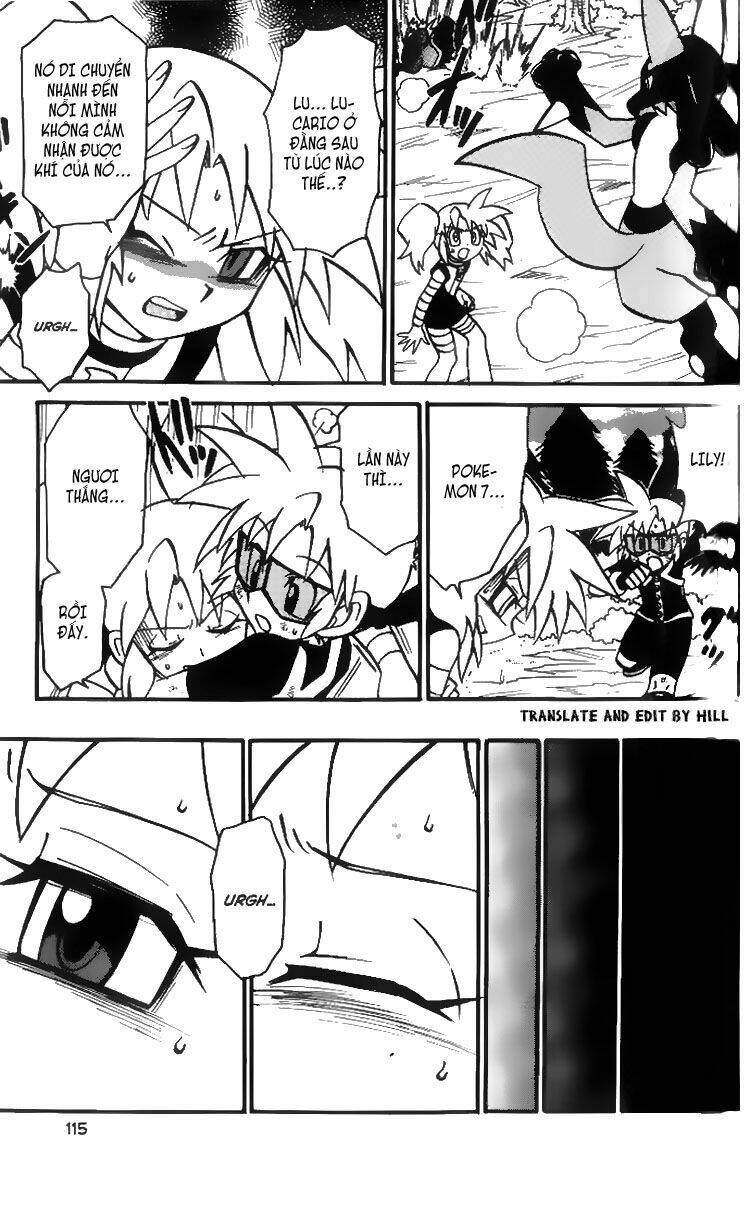 LU... LU-
CARIO Ở
ĐẰNG SAU
TỪ LÚC NÀO
THẾ..?
NÓ DI CHUYỂN
NHANH ĐẾN
NỖI MÌNH
KHÔNG CẢM
NHẬN ĐƯỢC
KHÍ CỦA NÓ...
URGH...
LILY!
POKE-
MON 7...
LẦN NÀY
THÌ...
NGƯƠI
THẮNG...
RỒI
ĐẤY.
TRANSLATE AND EDIT BY HILL
URGH...
115